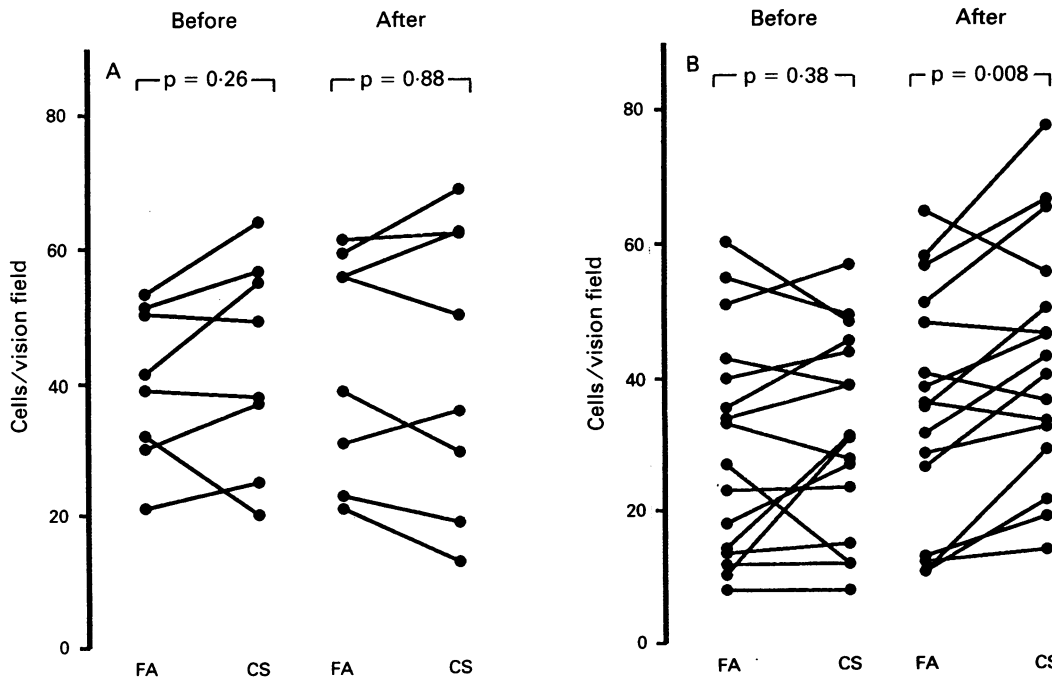 Before After Before After
A p = 0·26 p = 0·88 B p = 0·38 p = 0·008
80 80
60 60
Cells/vision field Cells/vision field
40 40
20 20
0 0
FA CS FA CS FA CS FA CS